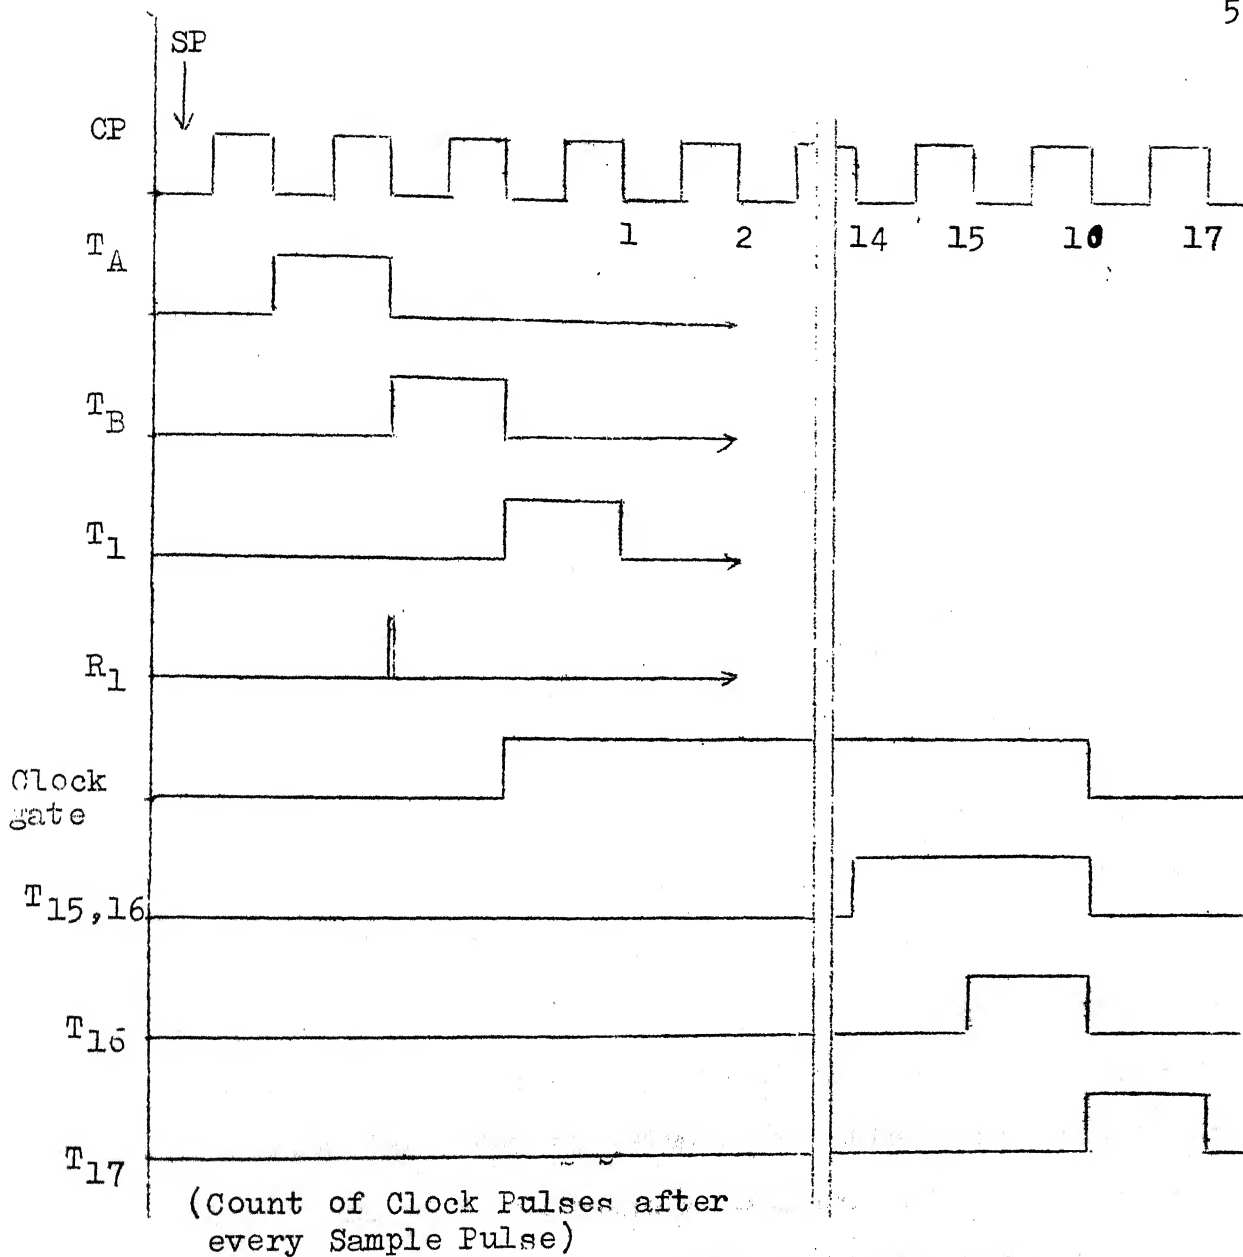 5
SP
CP
1 2 14 15 16 17
T_A
T_B
T_1
R_1
Clock
gate
T_15,16
T_16
T_17
(Count of Clock Pulses after
every Sample Pulse)